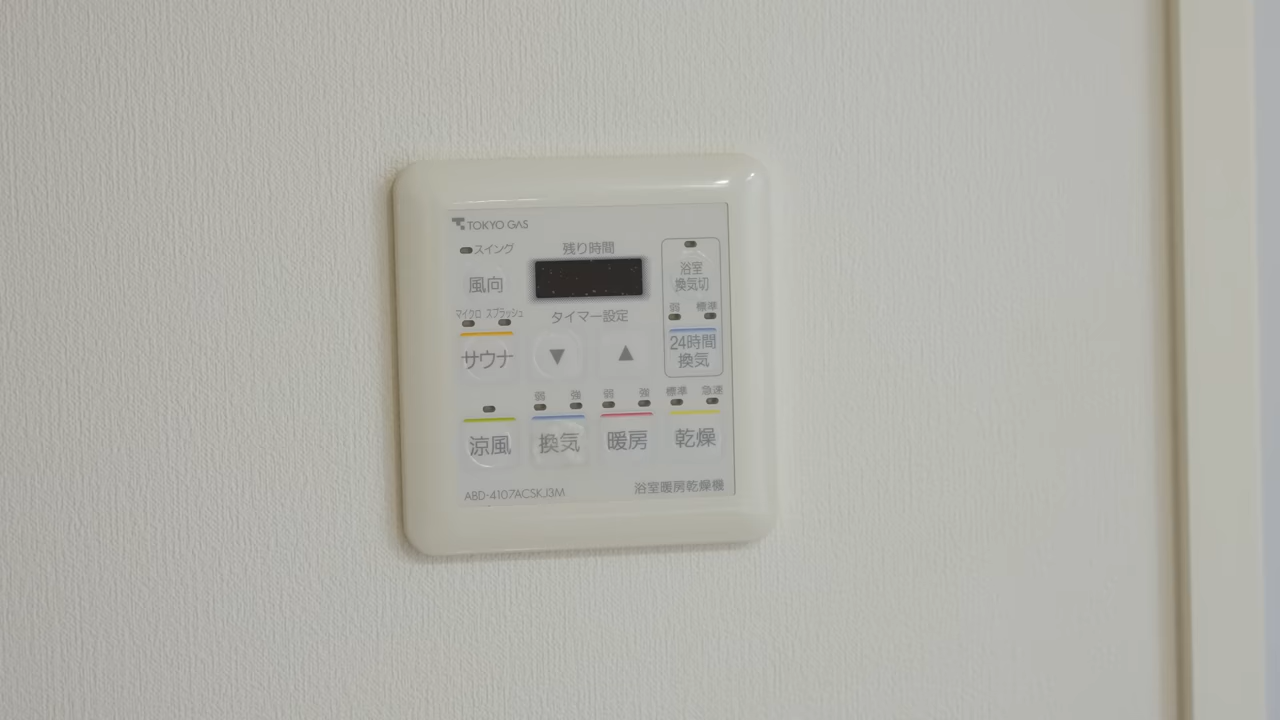 TOKYO GAS
スイング
残り時間
風向
浴室
換気切
マイクロ スプラッシュ
タイマー設定
弱 標準
サウナ
▼ ▲
24時間
換気
弱 強 弱 強 標準 急速
涼風 換気 暖房 乾燥
ABD-4107ACSKJ3M 浴室暖房乾燥機